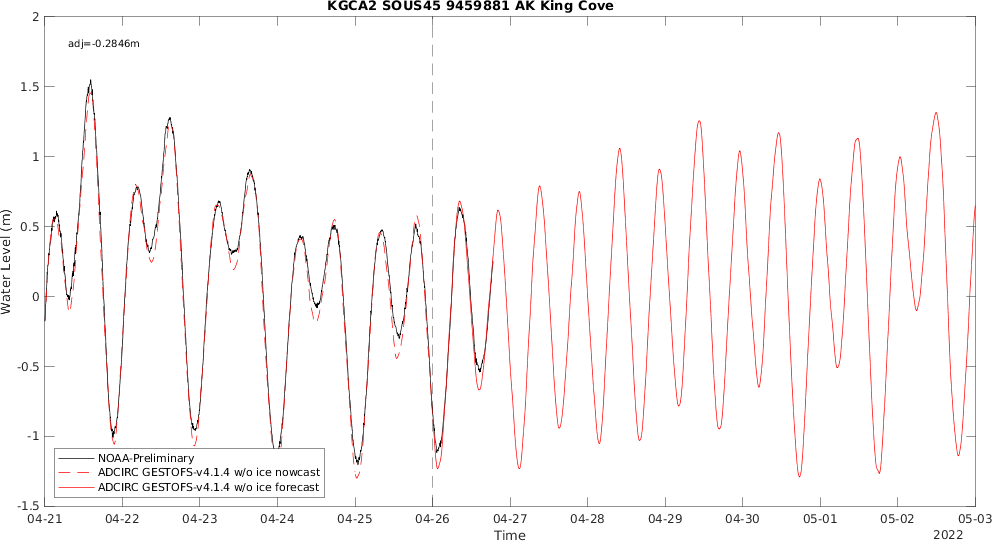 KGCA2 SOUS45 9459881 AK King Cove
adj=-0.2846m
2
1.5
1
0.5
0
-0.5
-1
-1.5
Water Level (m)
NOAA-Preliminary
ADCIRC GESTOFS-v4.1.4 w/o ice nowcast
ADCIRC GESTOFS-v4.1.4 w/o ice forecast
04-21 04-22 04-23 04-24 04-25 04-26 04-27 04-28 04-29 04-30 05-01 05-02 05-03
Time
2022